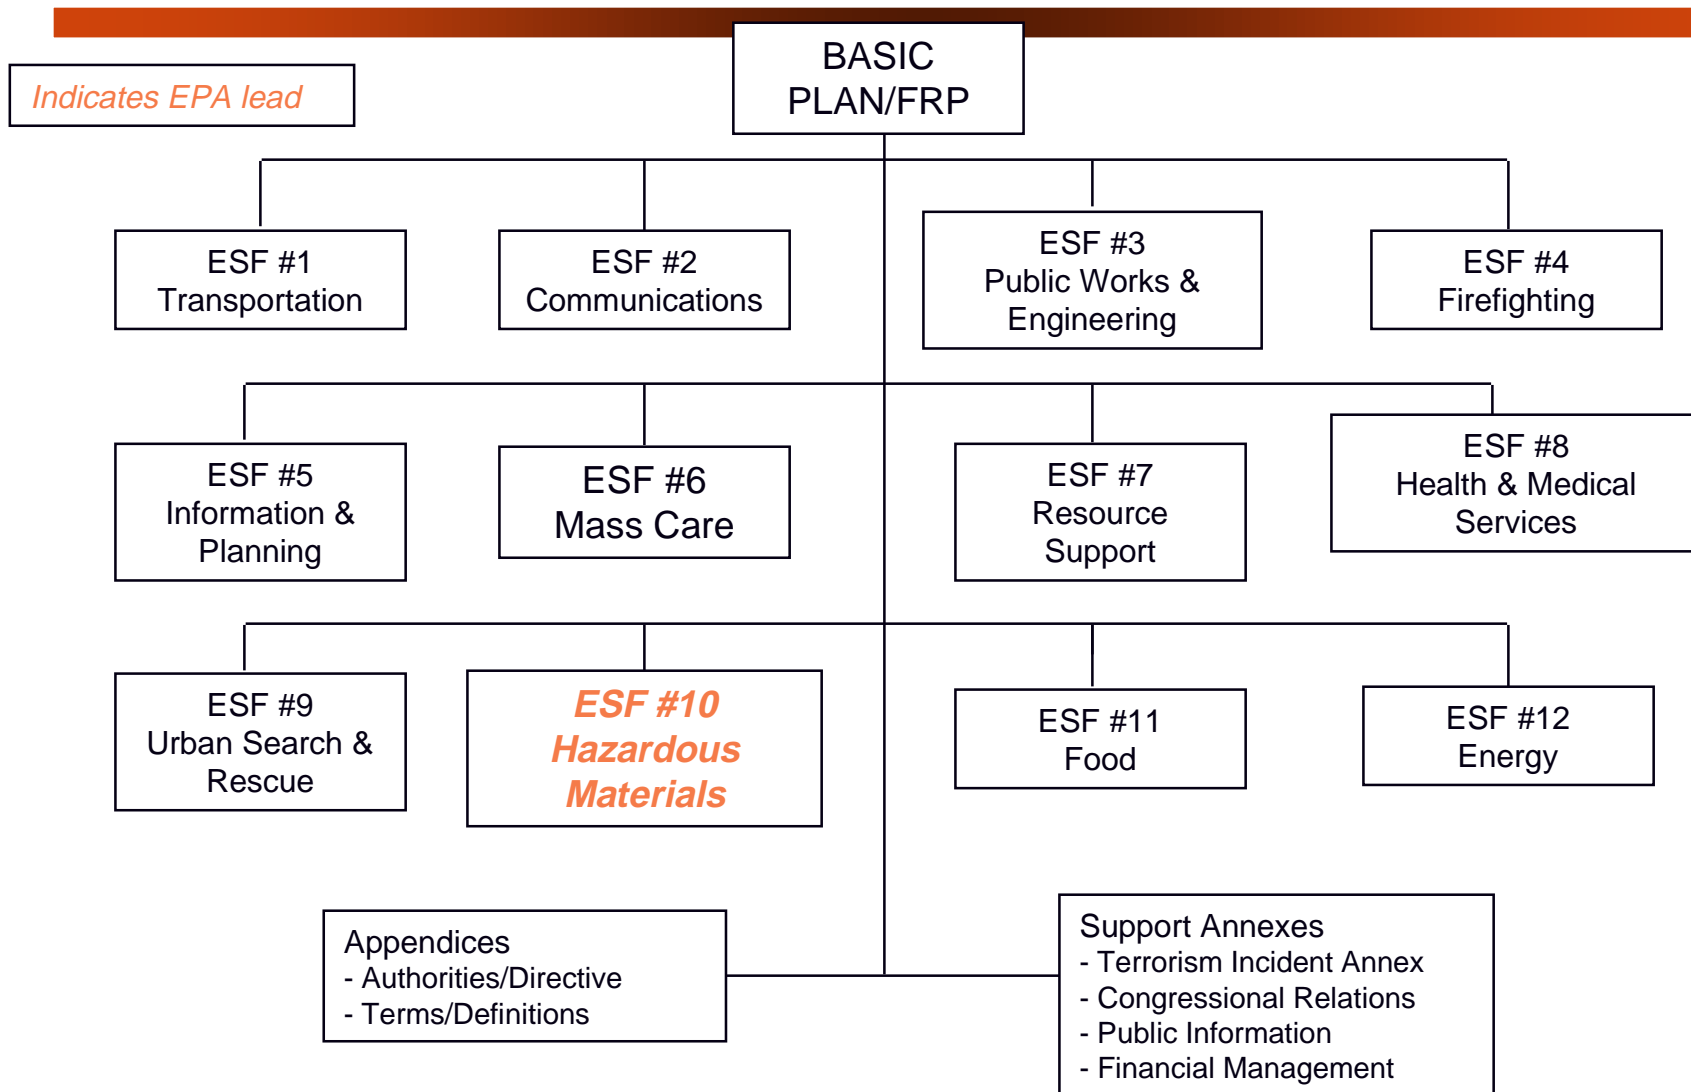 BASIC
PLAN/FRP
Indicates EPA lead
ESF #1
Transportation
ESF #2
Communications
ESF #3
Public Works &
Engineering
ESF #4
Firefighting
ESF #5
Information &
Planning
ESF #6
Mass Care
ESF #7
Resource
Support
ESF #8
Health & Medical
Services
ESF #9
Urban Search &
Rescue
ESF #10
Hazardous
Materials
ESF #11
Food
ESF #12
Energy
Appendices
- Authorities/Directive
- Terms/Definitions
Support Annexes
- Terrorism Incident Annex
- Congressional Relations
- Public Information
- Financial Management